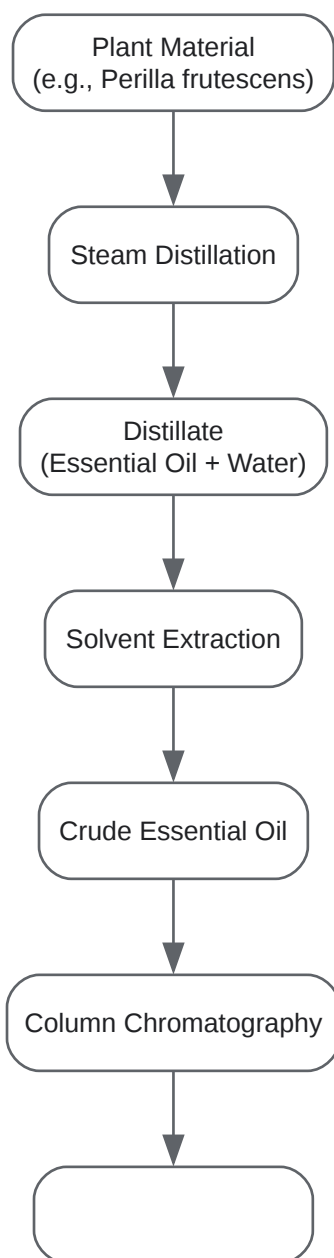 Plant Material
(e.g., Perilla frutescens)
Steam Distillation
Distillate
(Essential Oil + Water)
Solvent Extraction
Crude Essential Oil
Column Chromatography